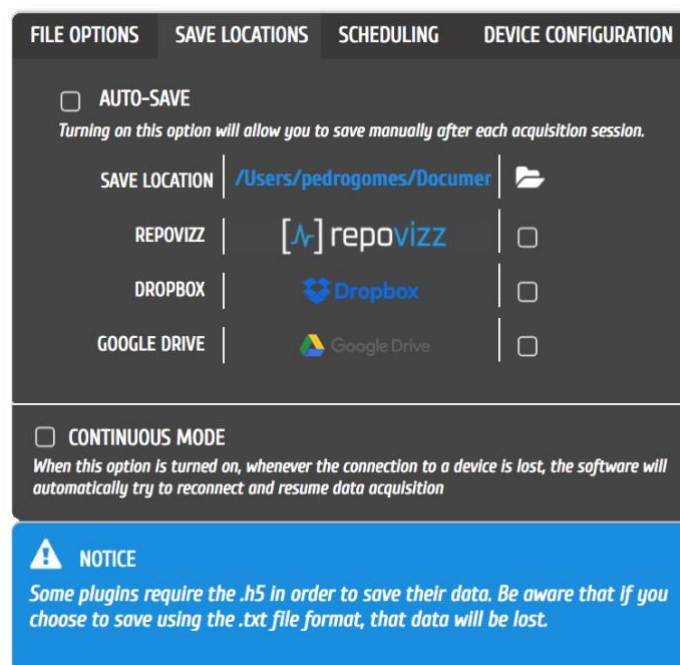 FILE OPTIONS SAVE LOCATIONS SCHEDULING DEVICE CONFIGURATION
AUTO-SAVE
Turning on this option will allow you to save manually after each acquisition session.
SAVE LOCATION /Users/pedrogomes/Documer
REPOVIZZ repovizz
DROPBOX Dropbox
GOOGLE DRIVE Google Drive
CONTINUOUS MODE
When this option is turned on, whenever the connection to a device is lost, the software will
automatically try to reconnect and resume data acquisition
NOTICE
Some plugins require the .h5 in order to save their data. Be aware that if you
choose to save using the .txt file format, that data will be lost.